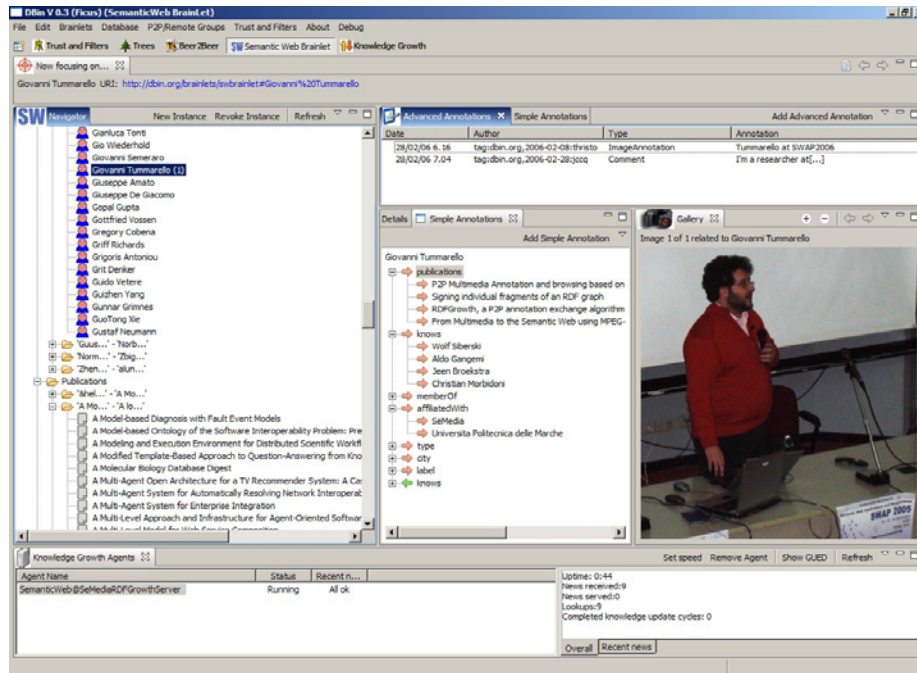 DBin V 0.3 (Ficus) (SemanticWeb BrainLet)
File Edit Brainlets Database P2P/Remote Groups Trust and Filters About Debug
Trust and Filters Trees Beer2Beer SW Semantic Web Brainlet Knowledge Growth
Now focusing on...
Giovanni Tummarello URI: http://dbin.org/brainlets/swbrainlet#Giovanni%20Tummarello
SW Navigator New Instance Revoke Instance Refresh
Gianluca Tonti
Gio Wiederhold
Giovanni Semeraro
Giovanni Tummarello (1)
Giuseppe Amato
Giuseppe De Giacomo
Gopal Gupta
Gottfried Vossen
Gregory Cobena
Griff Richards
Grigoris Antoniou
Grit Denker
Guido Vetere
Guizhen Yang
Gunnar Grimnes
GuoTong Xie
Gustaf Neumann
'Guus...' - 'Norb...'
'Norm...' - 'Zbig...'
'Zhen...' - 'alun...'
Publications
'&hel...' - 'A Mo...'
'A Mo...' - 'A lo...'
A Model-based Diagnosis with Fault Event Models
A Model-based Ontology of the Software Interoperability Problem: Pre
A Modeling and Execution Environment for Distributed Scientific Workfl
A Modified Template-Based Approach to Question-Answering from Kno
A Molecular Biology Database Digest
A Multi-Agent Open Architecture for a TV Recommender System: A Ca
A Multi-Agent System for Automatically Resolving Network Interoperab
A Multi-Agent System for Enterprise Integration
A Multi-Level Approach and Infrastructure for Agent-Oriented Softwar
A Multi-Level Model for Web Service Composition
Advanced Annotations Simple Annotations Add Advanced Annotation
Date Author Type Annotation
28/02/06 6.16 tag:dbin.org,2006-02-08:thristo ImageAnnotation Tummarello at SWAP2006
28/02/06 7.04 tag:dbin.org,2006-02-28:jccq Comment I'm a researcher at[...]
Details Simple Annotations
Add Simple Annotation
Giovanni Tummarello
publications
P2P Multimedia Annotation and browsing based on
Signing individual fragments of an RDF graph
RDFGrowth, a P2P annotation exchange algorithm
From Multimedia to the Semantic Web using MPEG-
knows
Wolf Siberski
Aldo Gangemi
Jeen Broekstra
Christian Morbidoni
memberOf
affiliatedWith
SeMedia
Universita Politecnica delle Marche
type
city
label
knows
Gallery
Image 1 of 1 related to Giovanni Tummarello
SWAP 2005
Knowledge Growth Agents Set speed Remove Agent Show GUED Refresh
Agent Name Status Recent n...
SemanticWeb@SeMediaRDFGrowthServer Running All ok
Uptime: 0:44
News received:9
News served:0
Lookups:9
Completed knowledge update cycles: 0
Overall Recent news